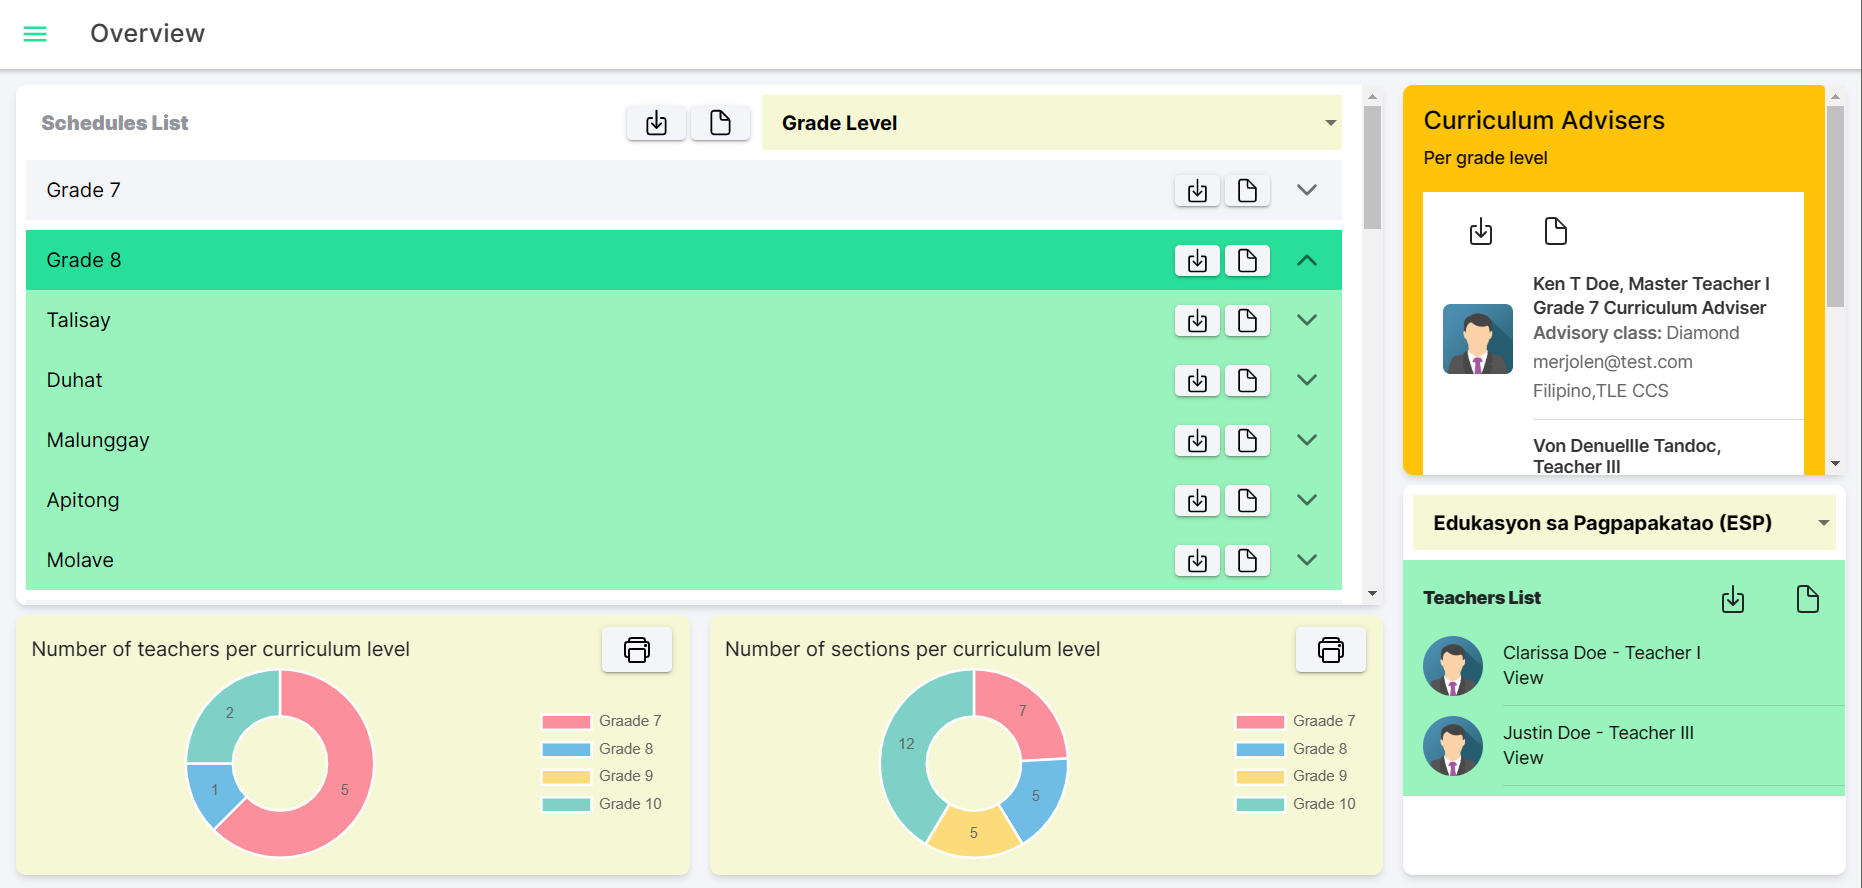 Overview
Schedules List
Grade Level
Grade 7
Grade 8
Talisay
Duhat
Malunggay
Apitong
Molave
Number of teachers per curriculum level
2
1
5
Graade 7
Grade 8
Grade 9
Grade 10
Number of sections per curriculum level
7
12
5
5
Graade 7
Grade 8
Grade 9
Grade 10
Curriculum Advisers
Per grade level
Ken T Doe, Master Teacher I
Grade 7 Curriculum Adviser
Advisory class: Diamond
merjolen@test.com
Filipino,TLE CCS
Von Denuellle Tandoc,
Teacher III
Edukasyon sa Pagpapakatao (ESP)
Teachers List
Clarissa Doe - Teacher I
View
Justin Doe - Teacher III
View